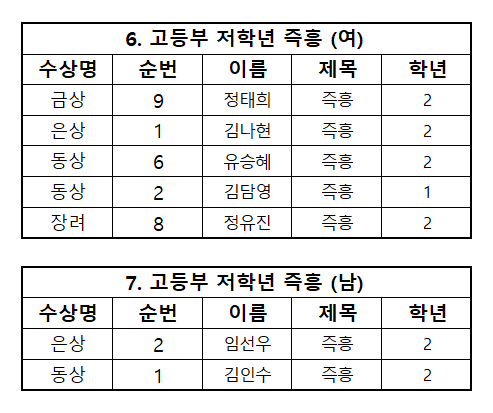 6. 고등부 저학년 즉흥 (여)
수상명 순번 이름 제목 학년
금상 9 정태희 즉흥 2
은상 1 김나현 즉흥 2
동상 6 유승혜 즉흥 2
동상 2 김담영 즉흥 1
장려 8 정유진 즉흥 2
7. 고등부 저학년 즉흥 (남)
수상명 순번 이름 제목 학년
은상 2 임선우 즉흥 2
동상 1 김인수 즉흥 2